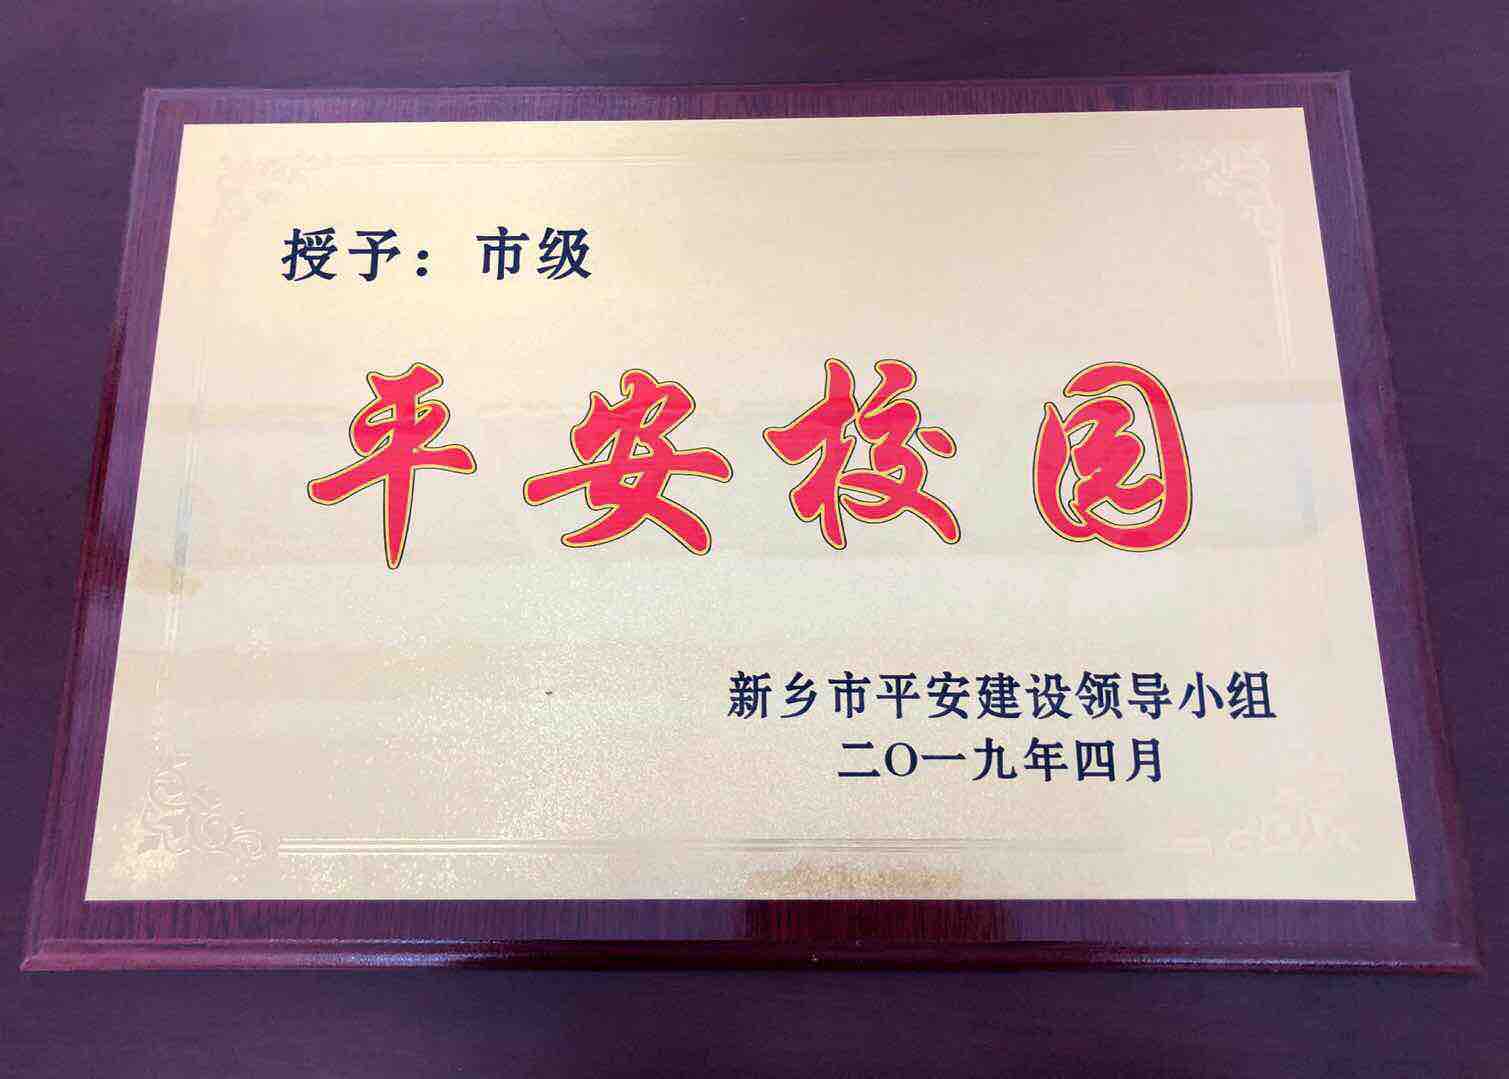 授予：市级
平安校园
新乡市平安建设领导小组
二〇一九年四月